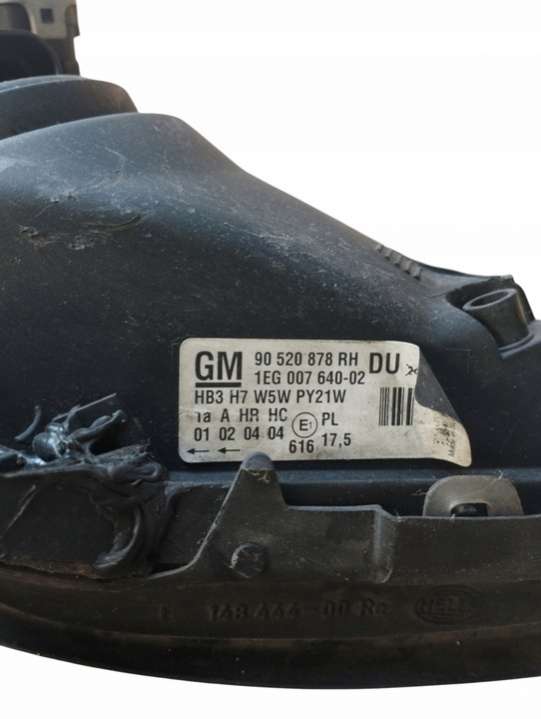 GM 90 520 878 RH DU
1EG 007 640-02
HB3 H7 W5W PY21W
1a A HR HC E1 PL
01 02 04 04 616 17,5
← ←
HELLA